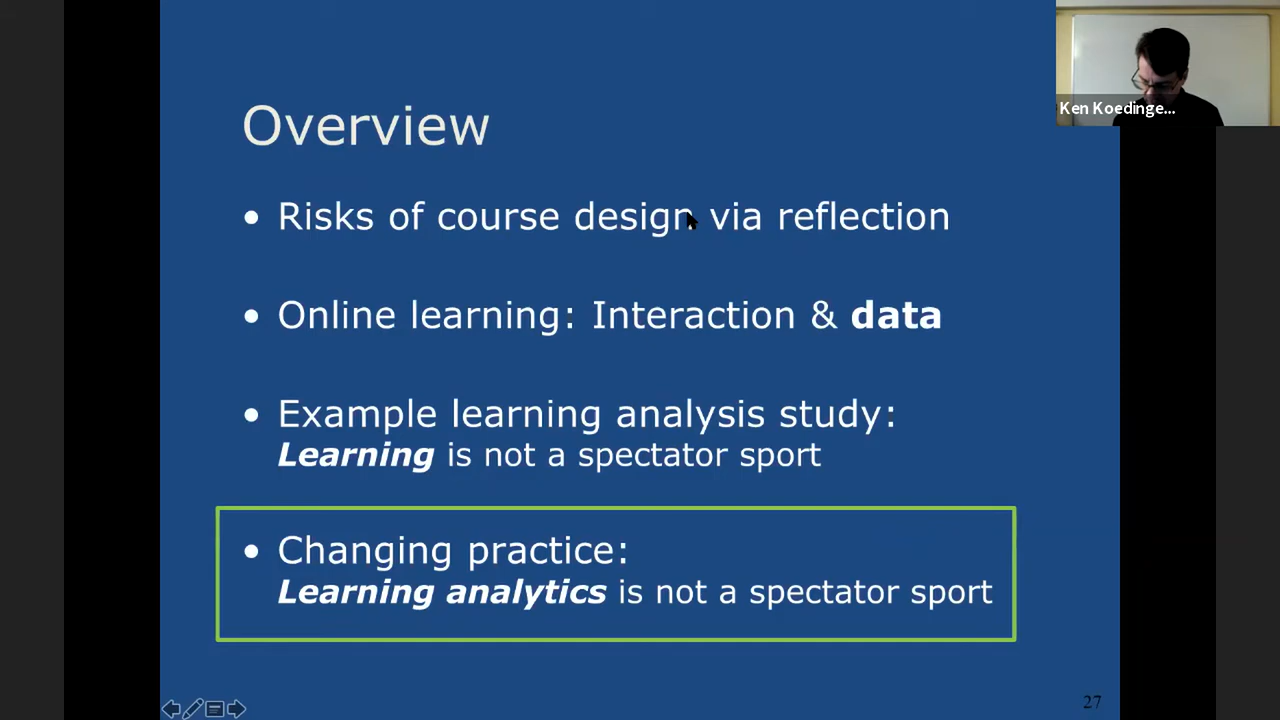 Overview
Ken Koedinge...
• Risks of course design via reflection
• Online learning: Interaction & data
• Example learning analysis study:
Learning is not a spectator sport
• Changing practice:
Learning analytics is not a spectator sport
27